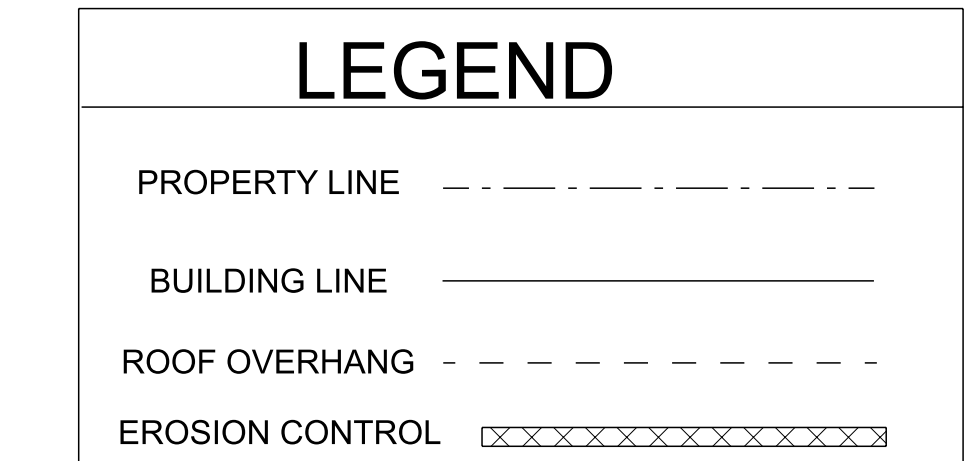 LEGEND
PROPERTY LINE
BUILDING LINE
ROOF OVERHANG
EROSION CONTROL